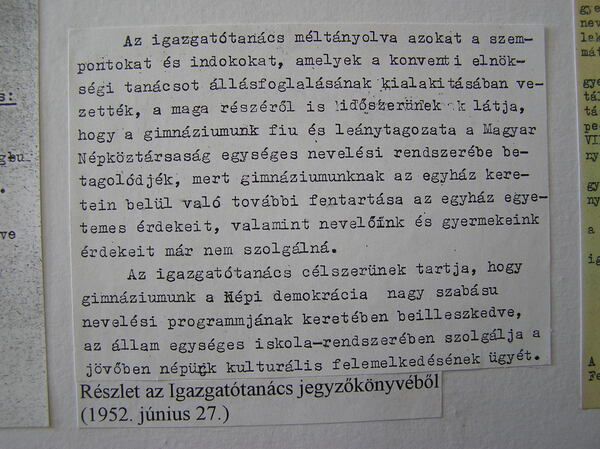 Az igazgatótanács méltányolva azokat a szem-
pontokat és indokokat, amelyek a konventi elnök-
ségi tanácsot állásfoglalásának kialakitásában ve-
zették, a maga részéről is időszerünek látja,
hogy a gimnáziumunk fiu és leánytagozata a Magyar
Népköztársaság egységes nevelési rendszerébe be-
tagolódjék, mert gimnáziumunknak az egyház kere-
tein belül való további fentartása az egyház egye-
temes érdekeit, valamint nevelőink és gyermekeink
érdekeit már nem szolgálná.
Az igazgatótanács célszerünek tartja, hogy
gimnáziumunk a Népi demokrácia nagy szabásu
nevelési programmjának keretében beilleszkedve,
az állam egységes iskola-rendszerében szolgálja a
jövőben népünk kulturális felemelkedésének ügyét.
Részlet az Igazgatótanács jegyzőkönyvéből
(1952. június 27.)